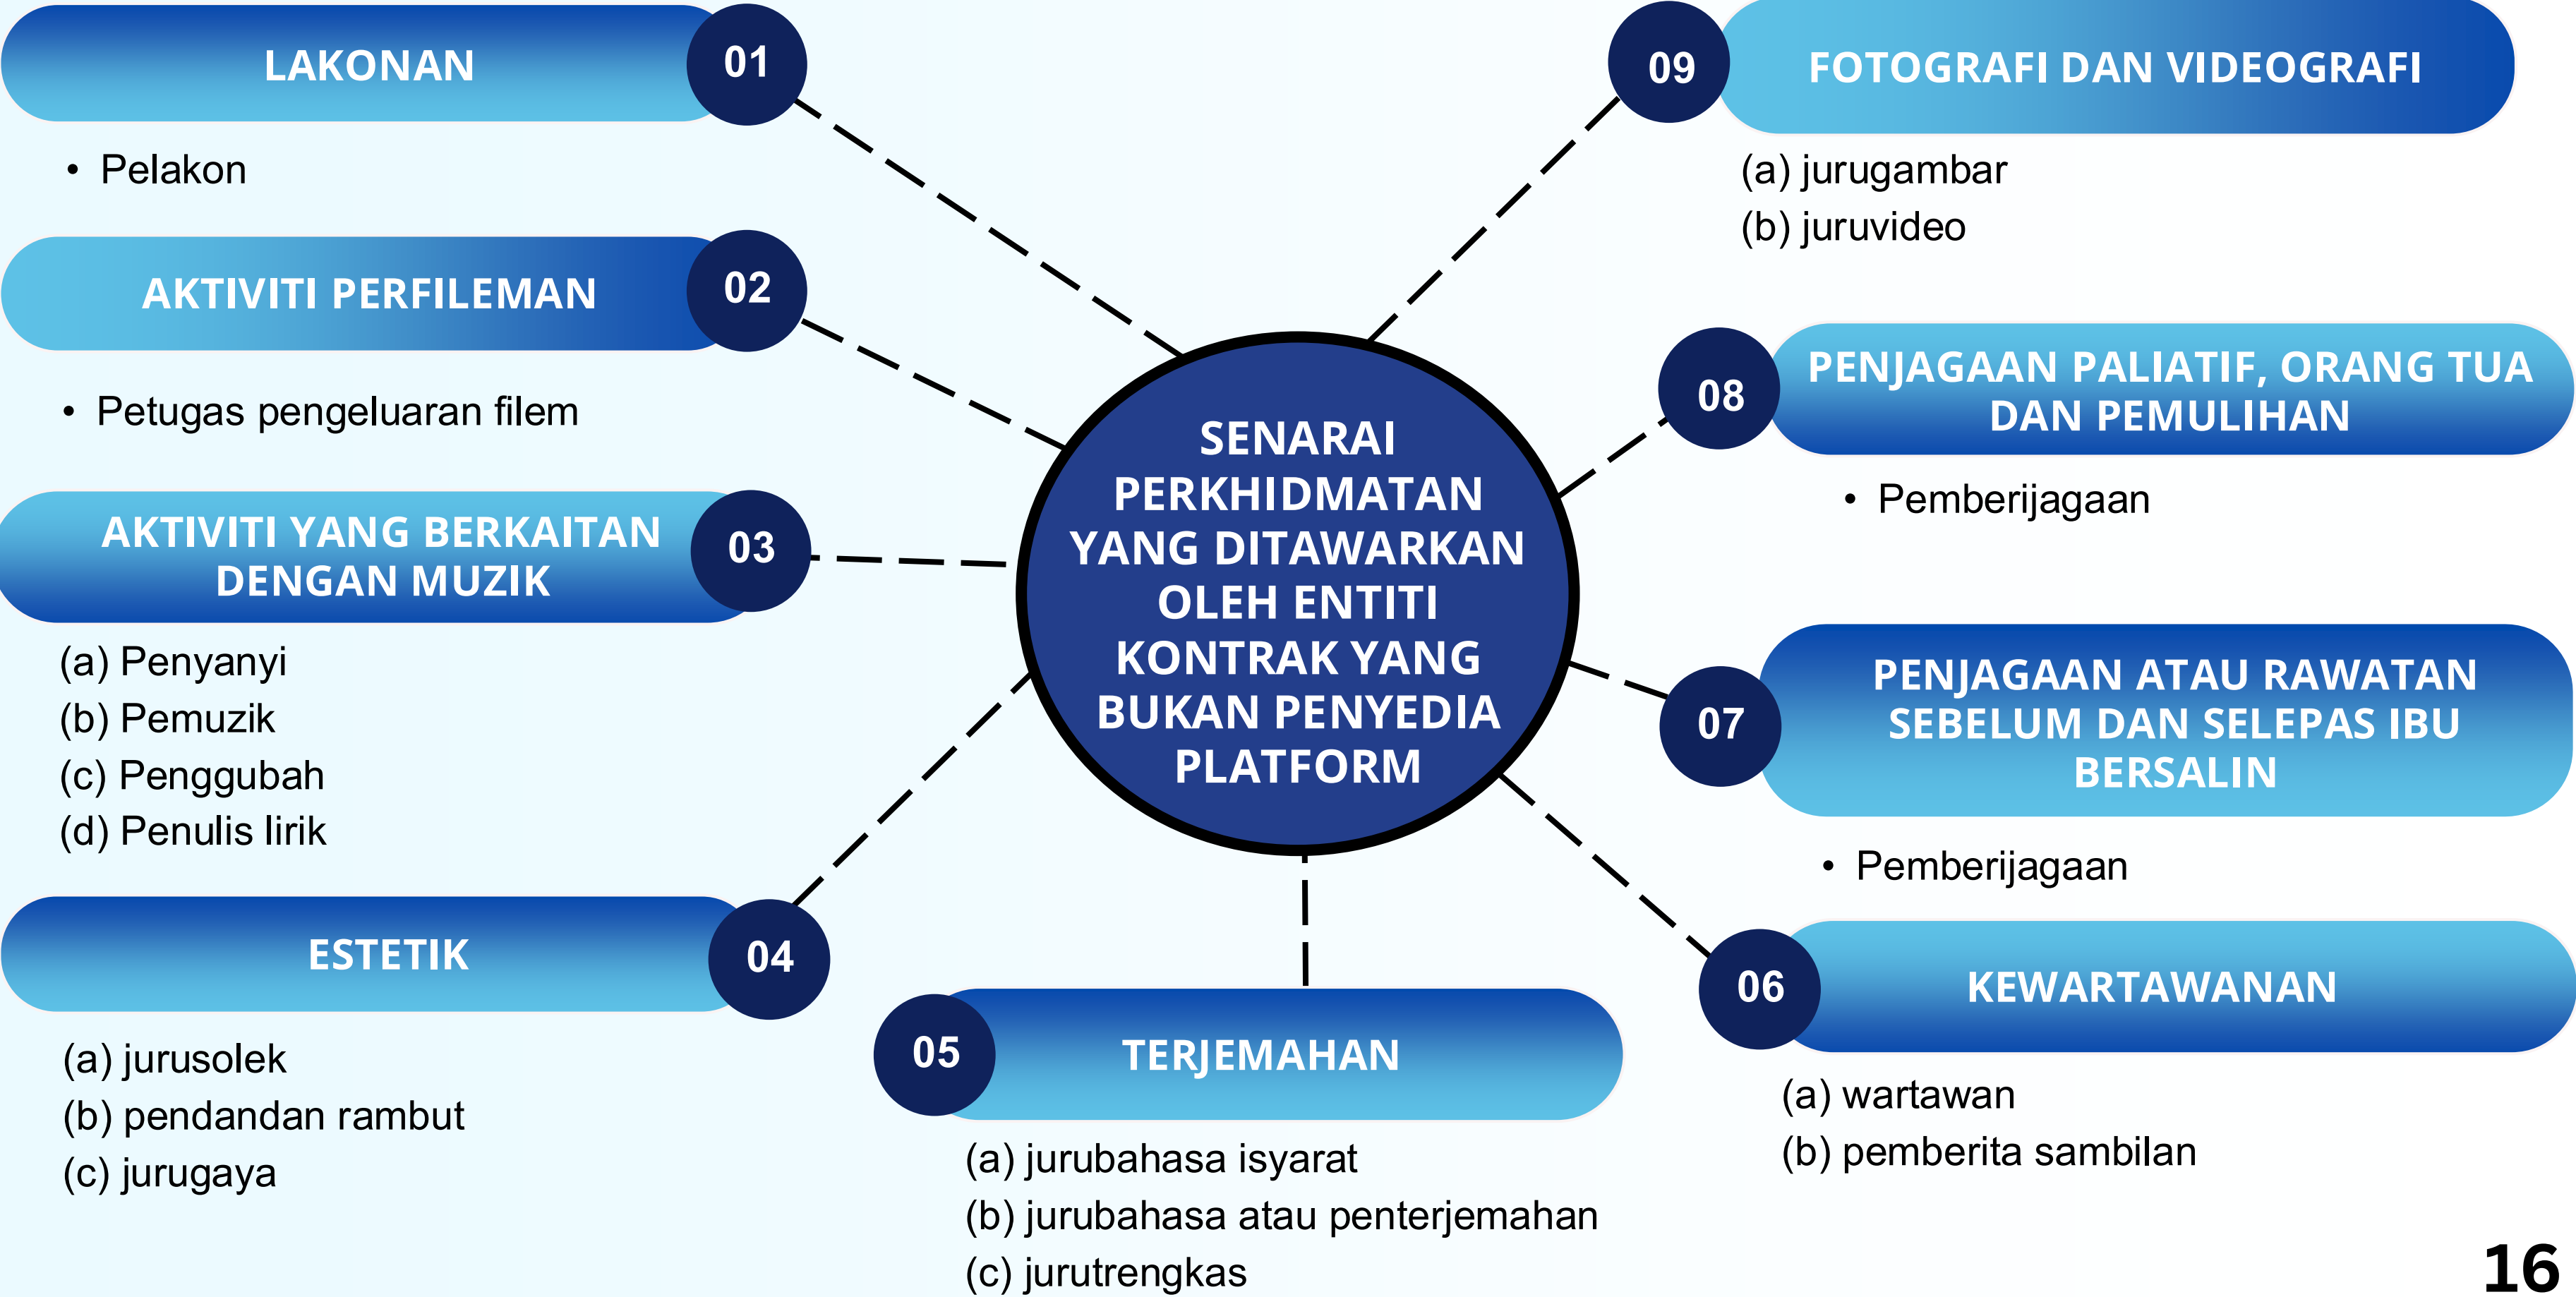 LAKONAN
01
• Pelakon
AKTIVITI PERFILEMAN
02
• Petugas pengeluaran filem
AKTIVITI YANG BERKAITAN
DENGAN MUZIK
03
(a) Penyanyi
(b) Pemuzik
(c) Penggubah
(d) Penulis lirik
ESTETIK
04
(a) jurusolek
(b) pendandan rambut
(c) jurugaya
SENARAI
PERKHIDMATAN
YANG DITAWARKAN
OLEH ENTITI
KONTRAK YANG
BUKAN PENYEDIA
PLATFORM
05
TERJEMAHAN
(a) jurubahasa isyarat
(b) jurubahasa atau penterjemahan
(c) jurutrengkas
09
FOTOGRAFI DAN VIDEOGRAFI
(a) jurugambar
(b) juruvideo
08
PENJAGAAN PALIATIF, ORANG TUA
DAN PEMULIHAN
• Pemberijagaan
07
PENJAGAAN ATAU RAWATAN
SEBELUM DAN SELEPAS IBU
BERSALIN
• Pemberijagaan
06
KEWARTAWANAN
(a) wartawan
(b) pemberita sambilan
16